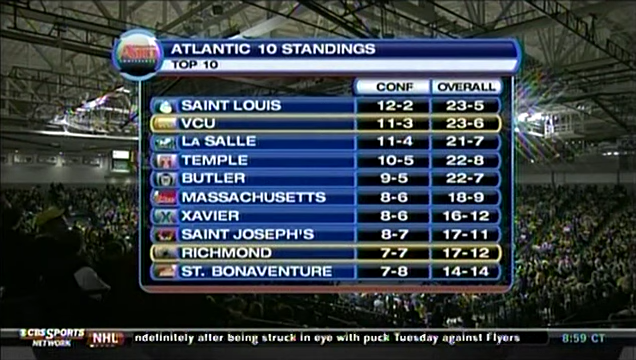 ATLANTIC 10 STANDINGS
TOP 10
CONF OVERALL
SAINT LOUIS 12-2 23-5
VCU 11-3 23-6
LA SALLE 11-4 21-7
TEMPLE 10-5 22-8
BUTLER 9-5 22-7
MASSACHUSETTS 8-6 18-9
XAVIER 8-6 16-12
SAINT JOSEPH'S 8-7 17-11
RICHMOND 7-7 17-12
ST. BONAVENTURE 7-8 14-14
CBS SPORTS NETWORK NHL ndefinitely after being struck in eye with puck Tuesday against Flyers 8:59 CT